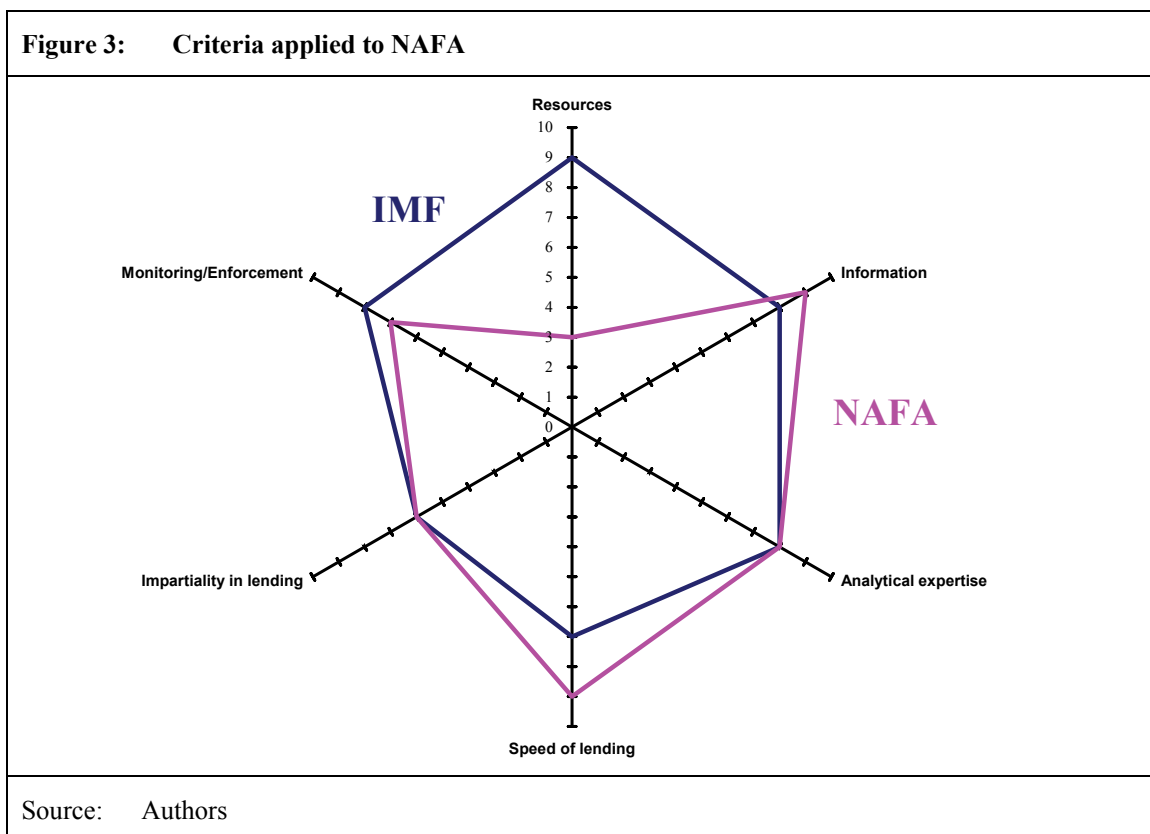 Figure 3: Criteria applied to NAFA
Resources
10
9
8
IMF
7
6
Monitoring/Enforcement
Information
5
4
3
2
NAFA
1
0
Impartiality in lending
Analytical expertise
Speed of lending
Source: Authors